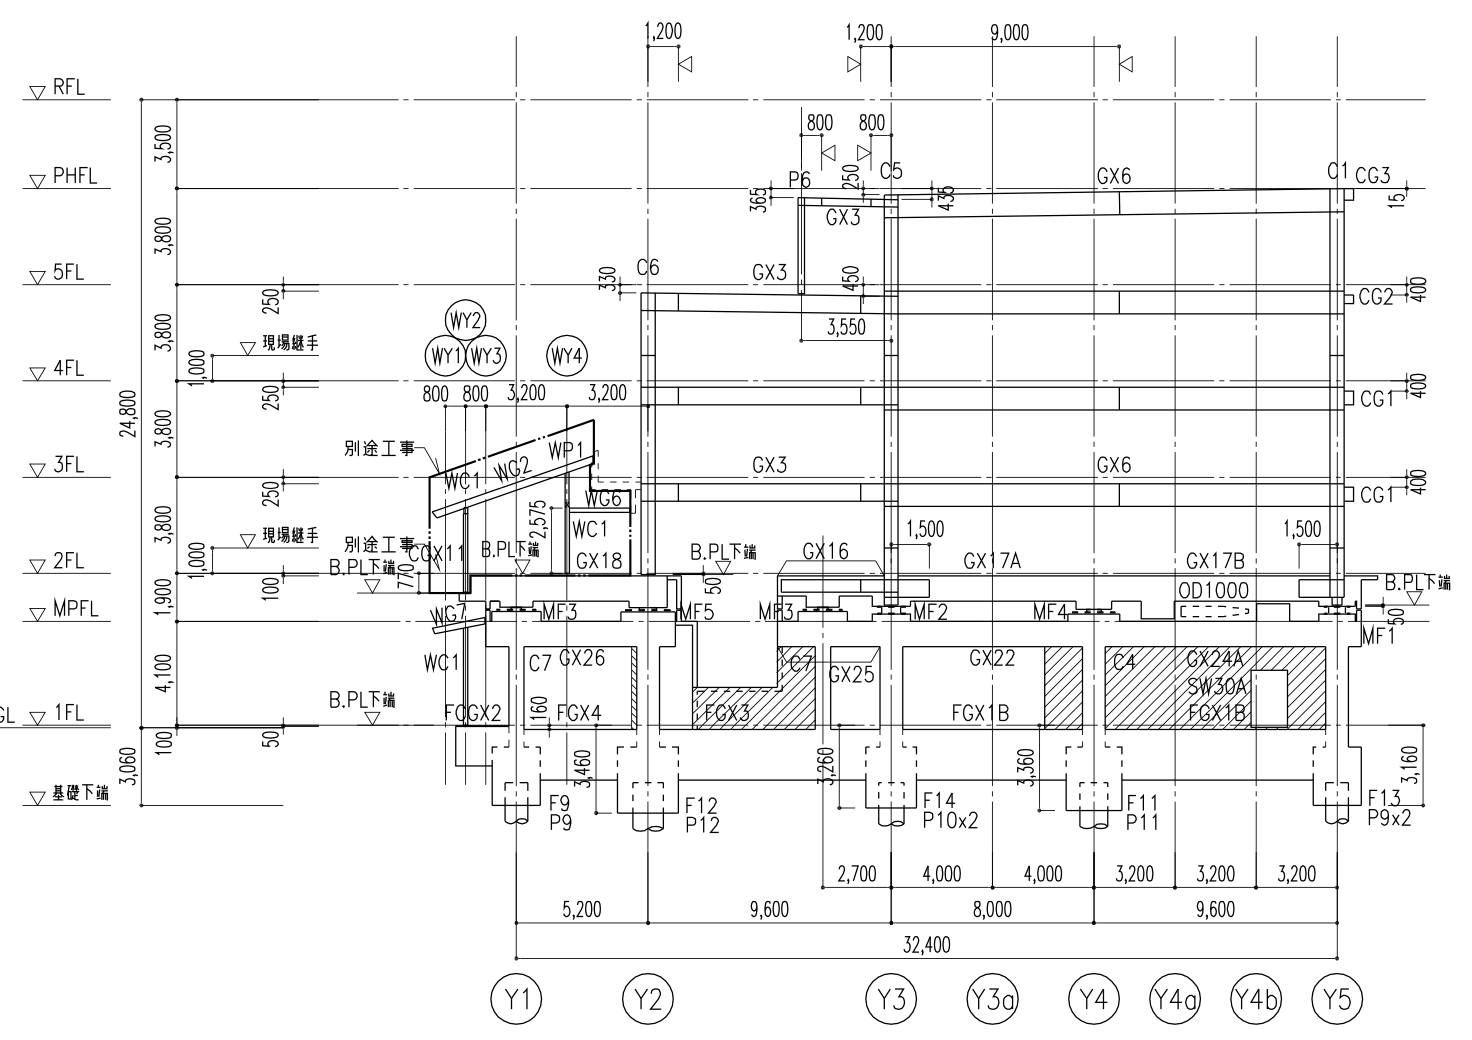 1,200
1,200
9,000
RFL
800
800
3,500
PHFL
P6
250
C5
GX6
C1
CG3
365
435
15
GX3
3,800
5FL
330
C6
GX3
450
400
250
CG2
WY2
3,550
3,800
現場継手
WY1
WY3
WY4
1,000
4FL
800
800
3,200
3,200
400
250
CG1
24,800
3,800
別途工事
WP1
3FL
WC1
WG2
GX3
GX6
400
250
WG6
CG1
3,800
2,575
WC1
1,500
1,500
現場継手
別途工事
1,000
CGX11
B.PL下端
GX18
B.PL下端
GX16
GX17A
GX17B
2FL
B.PL下端
770
100
50
B.PL下端
1,900
OD1000
MPFL
WG7
MF3
MF5
MF3
MF2
MF4
50
MF1
WC1
C7
GX26
C7
GX25
GX22
C4
GX24A
4,100
SW30A
B.PL下端
160
GL
1FL
FCGX2
FGX4
FGX3
FGX1B
FGX1B
100
50
3,060
3,460
3,260
3,360
3,160
基礎下端
F9
P9
F12
P12
F14
P10x2
F11
P11
F13
P9x2
2,700
4,000
4,000
3,200
3,200
3,200
5,200
9,600
8,000
9,600
32,400
Y1
Y2
Y3
Y3a
Y4
Y4a
Y4b
Y5